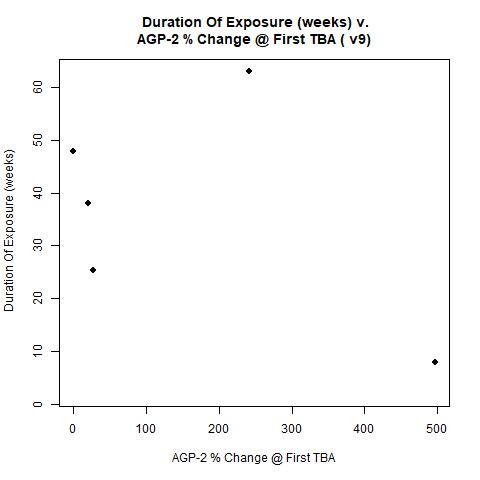 Duration Of Exposure (weeks) v.
AGP-2 % Change @ First TBA ( v9)
Duration Of Exposure (weeks)
60
50
40
30
20
10
0
0 100 200 300 400 500
AGP-2 % Change @ First TBA